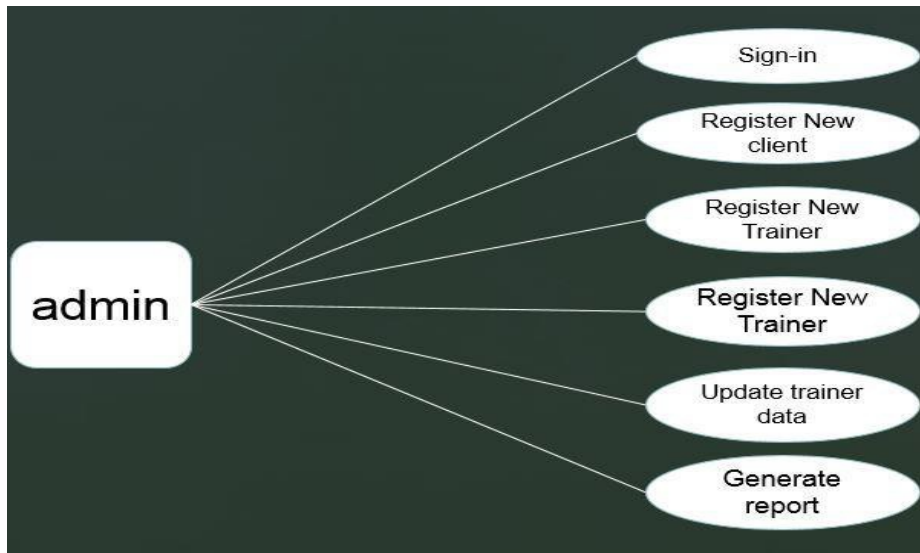 Sign-in
Register New
client
Register New
Trainer
admin
Register New
Trainer
Update trainer
data
Generate
report